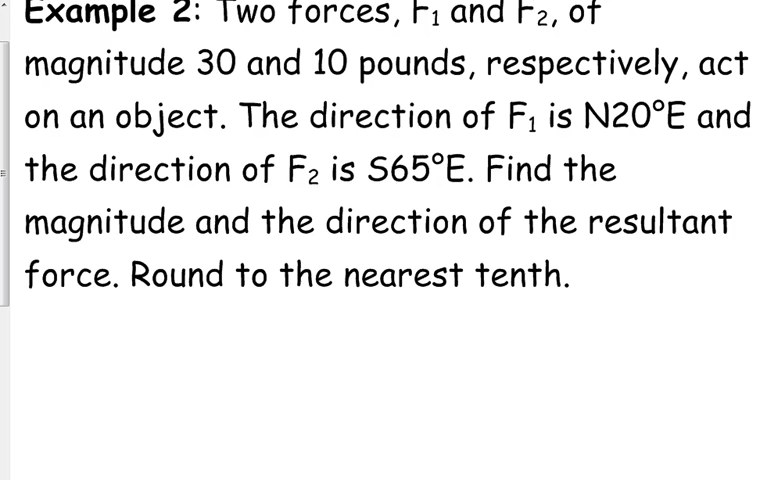 Example 2: Two forces, F₁ and F₂, of
magnitude 30 and 10 pounds, respectively, act
on an object. The direction of F₁ is N20°E and
the direction of F₂ is S65°E. Find the
magnitude and the direction of the resultant
force. Round to the nearest tenth.